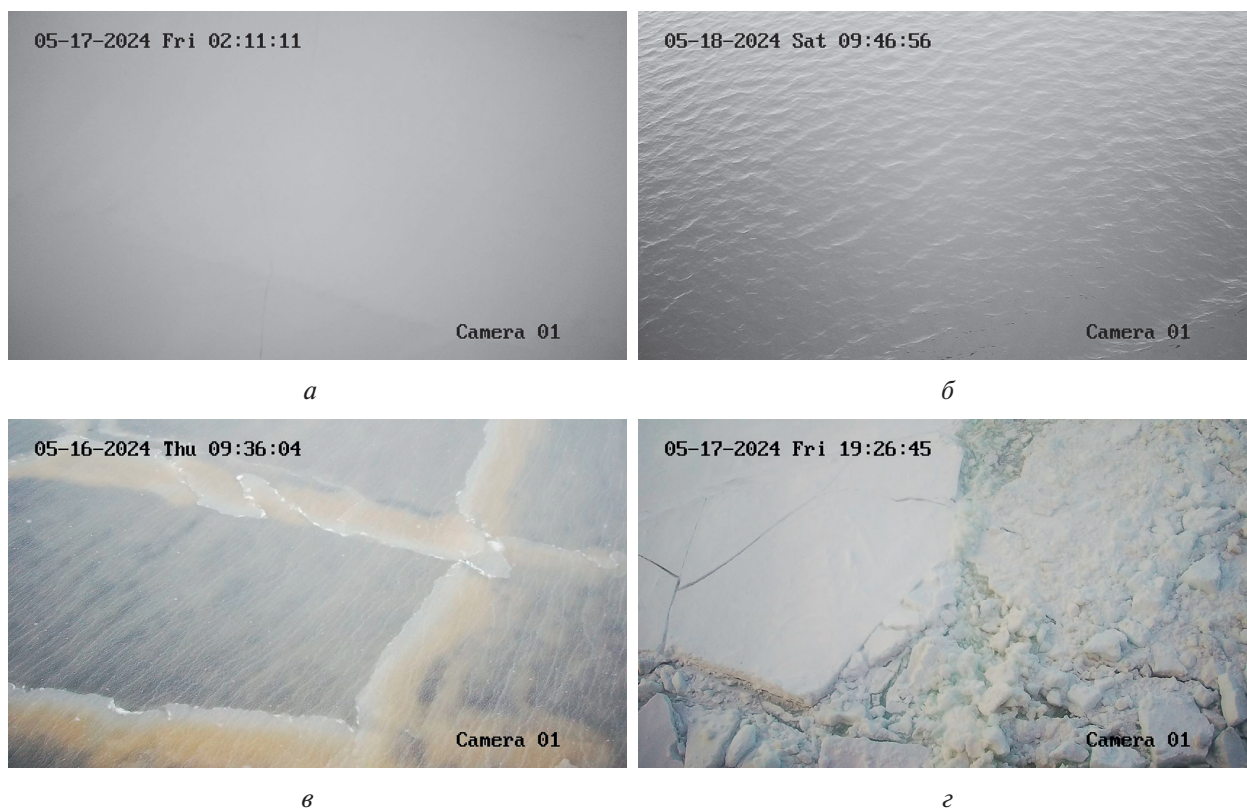 05-17-2024 Fri 02:11:11
Camera 01
05-18-2024 Sat 09:46:56
Camera 01
а
б
05-16-2024 Thu 09:36:04
Camera 01
05-17-2024 Fri 19:26:45
Camera 01
в
г